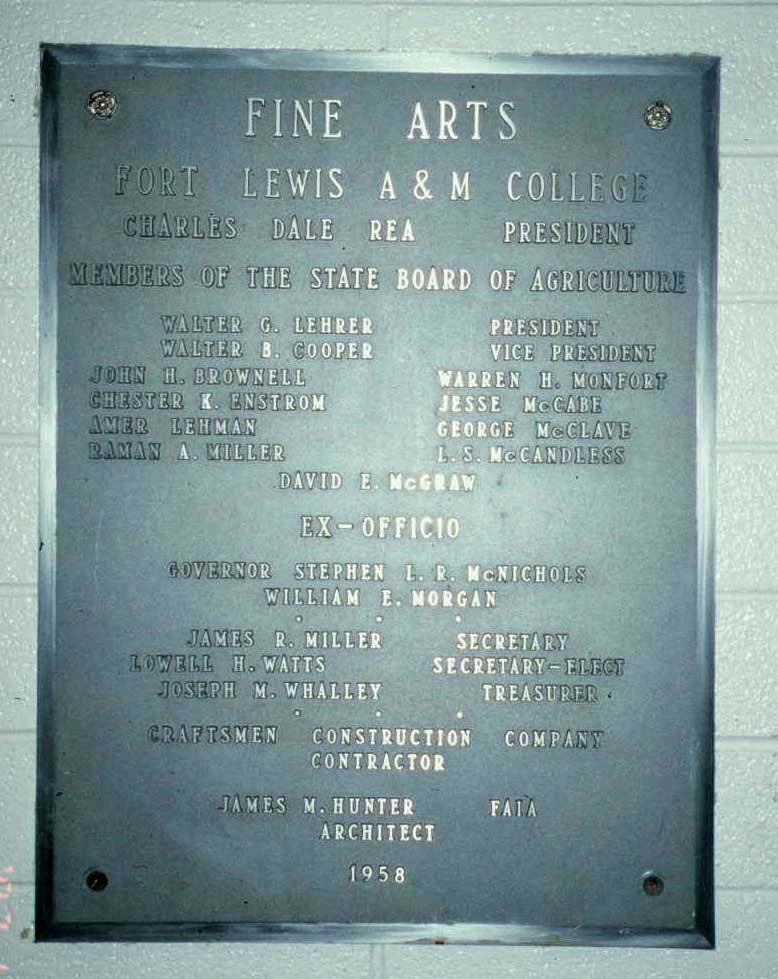 FINE ARTS
FORT LEWIS A & M COLLEGE
CHARLES DALE REA PRESIDENT
MEMBERS OF THE STATE BOARD OF AGRICULTURE
WALTER G. LEHRER PRESIDENT
WALTER B. COOPER VICE PRESIDENT
JOHN H. BROWNELL WARREN H. MONFORT
CHESTER K. ENSTROM JESSE McCABE
AMER LEHMAN GEORGE McCLAVE
RAMAN A. MILLER L.S. McCANDLESS
DAVID E. McGRAW
EX-OFFICIO
GOVERNOR STEPHEN L. R. McNICHOLS
WILLIAM E. MORGAN
JAMES R. MILLER SECRETARY
LOWELL H. WATTS SECRETARY-ELECT
JOSEPH M. WHALLEY TREASURER
CRAFTSMEN CONSTRUCTION COMPANY
CONTRACTOR
JAMES M. HUNTER FAIA
ARCHITECT
1958